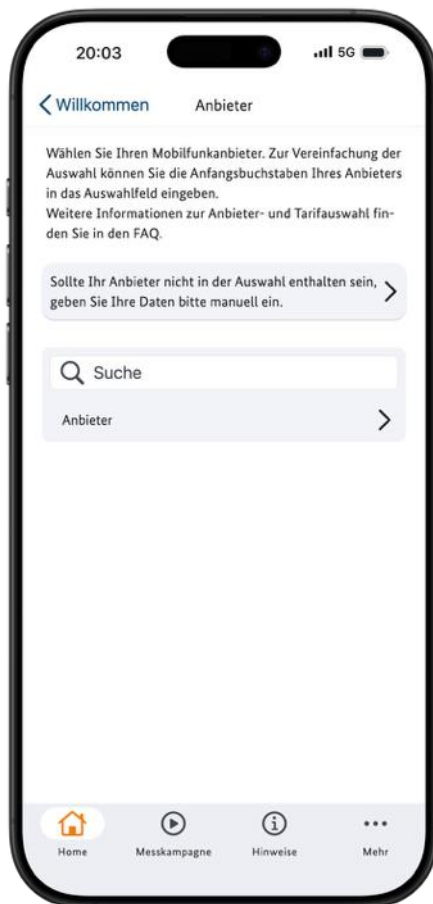 20:03
5G
Willkommen
Anbieter
Wählen Sie Ihren Mobilfunkanbieter. Zur Vereinfachung der
Auswahl können Sie die Anfangsbuchstaben Ihres Anbieters
in das Auswahlfeld eingeben.
Weitere Informationen zur Anbieter- und Tarifauswahl fin-
den Sie in den FAQ.
Sollte Ihr Anbieter nicht in der Auswahl enthalten sein,
geben Sie Ihre Daten bitte manuell ein.
Suche
Anbieter
Home
Messkampagne
Hinweise
Mehr